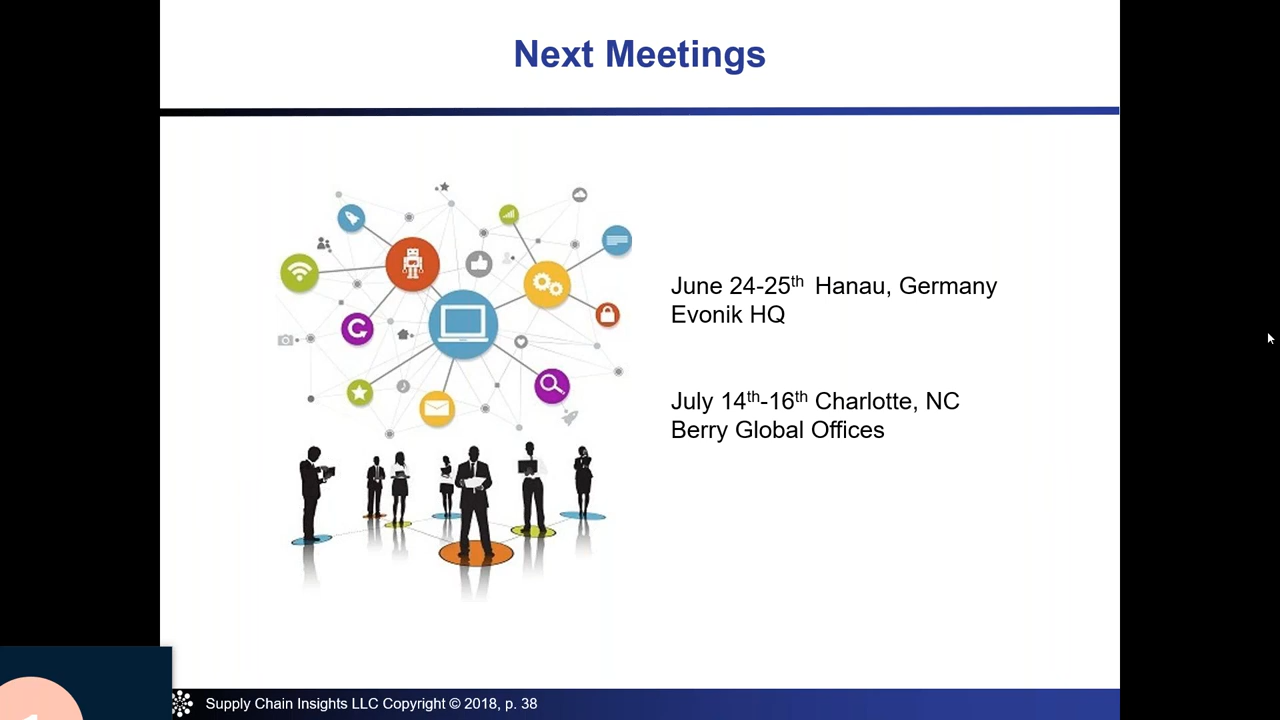 Next Meetings
June 24-25th Hanau, Germany
Evonik HQ
July 14th-16th Charlotte, NC
Berry Global Offices
Supply Chain Insights LLC Copyright © 2018, p. 38